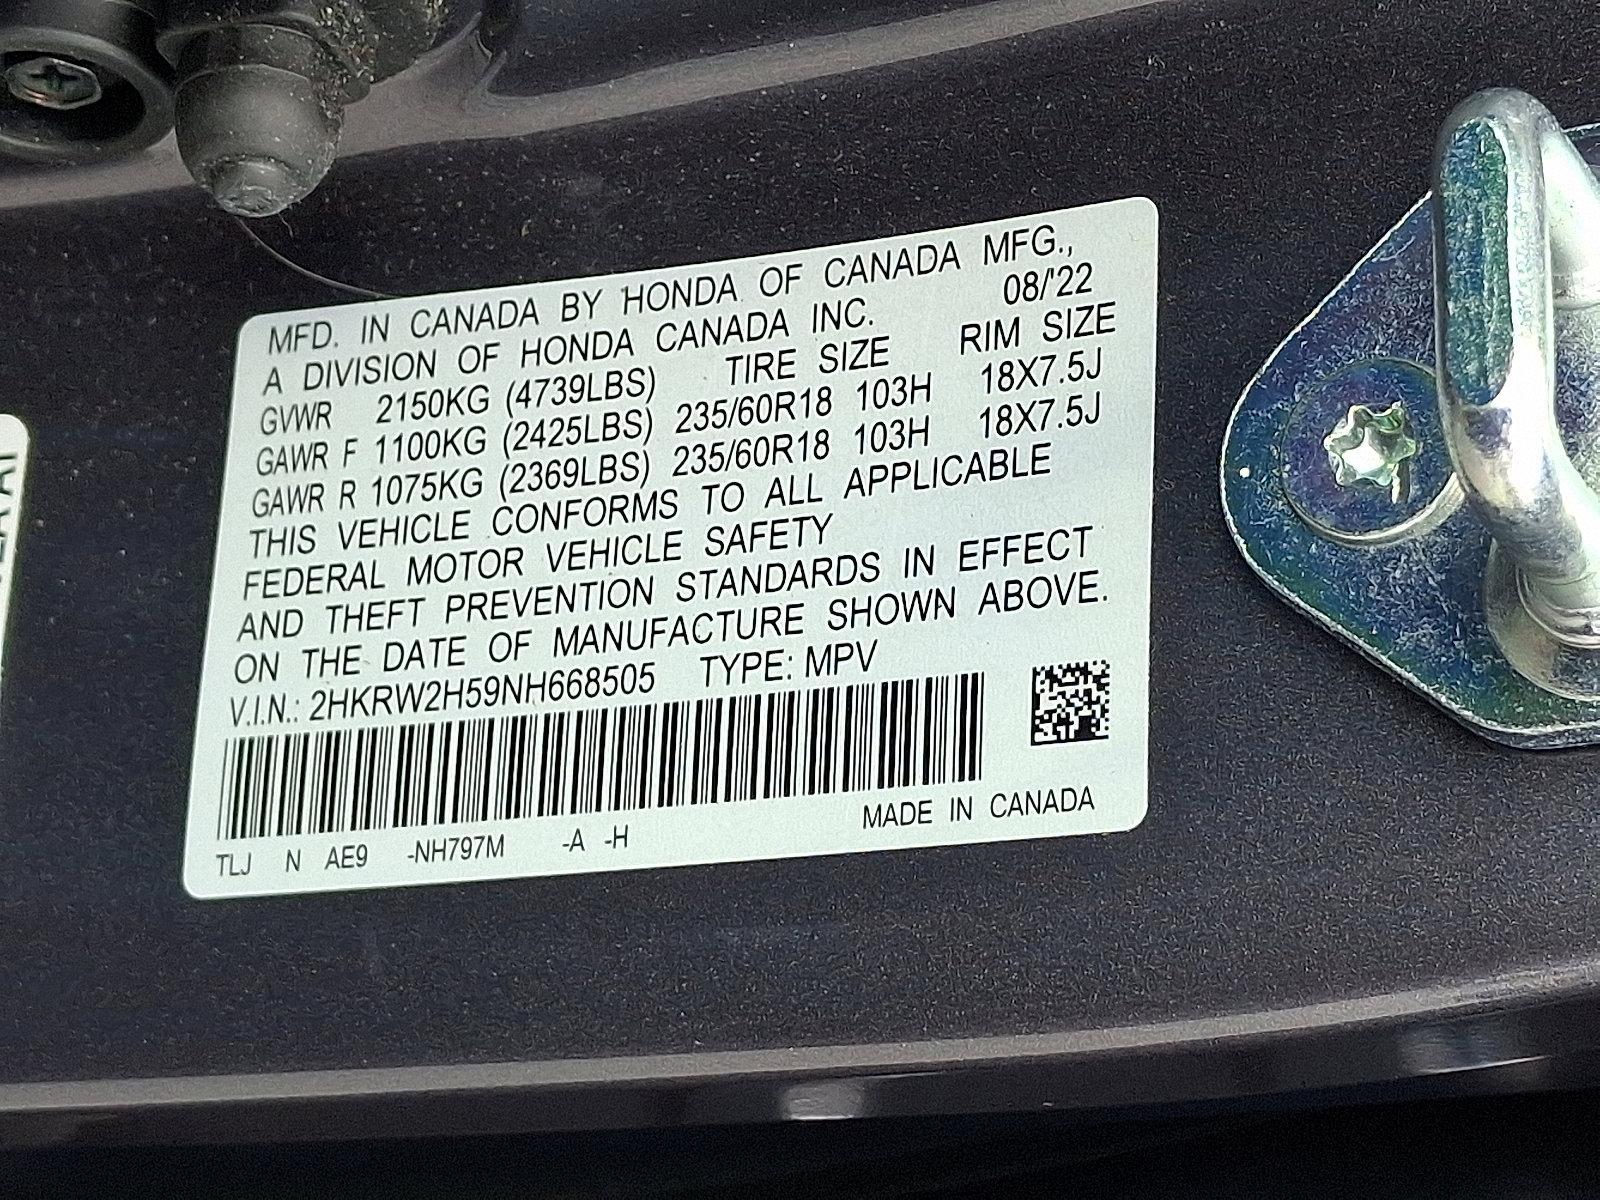 MFD. IN CANADA BY HONDA OF CANADA MFG.,
A DIVISION OF HONDA CANADA INC. 08/'22
GVWR 2150KG (4739LBS) TIRE SIZE RIM SIZE
GAWR F 1100KG (2425LBS) 235/60R18 103H 18X7.5J
GAWR R 1075KG (2369LBS) 235/60R18 103H 18X7.5J
THIS VEHICLE CONFORMS TO ALL APPLICABLE
FEDERAL MOTOR VEHICLE SAFETY
AND THEFT PREVENTION STANDARDS IN EFFECT
ON THE DATE OF MANUFACTURE SHOWN ABOVE.
V.I.N.: 2HKRW2H59NH668505 TYPE: MPV
MADE IN CANADA
TLJ N AE9 -NH797M -A -H